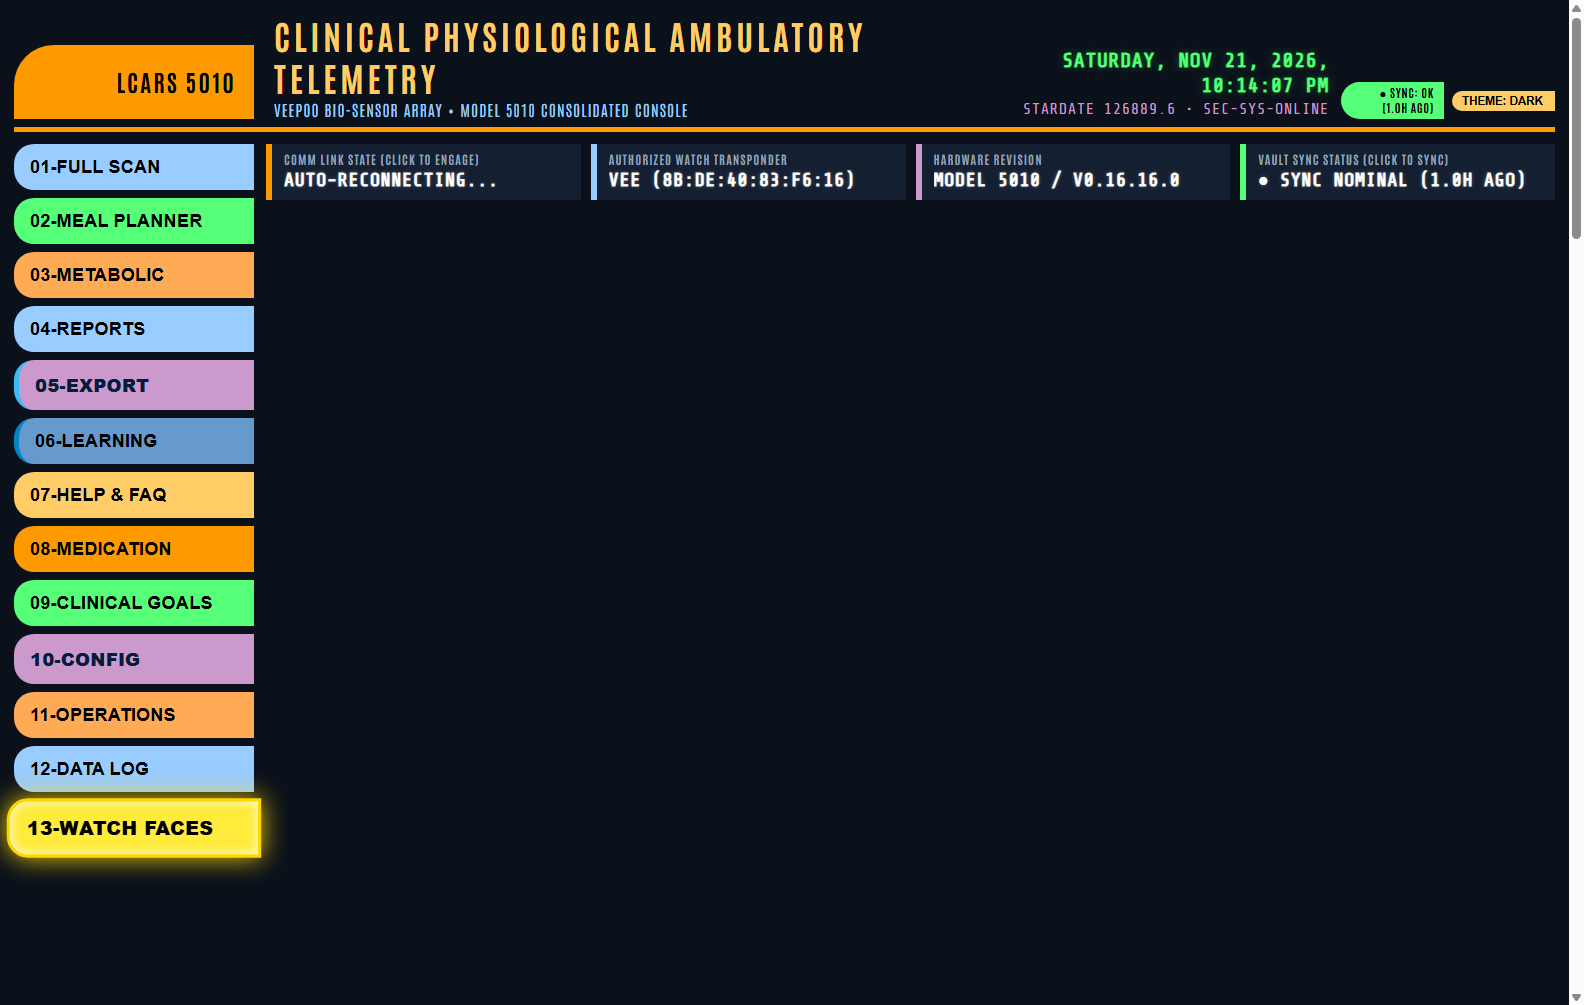 LCARS 5010
CLINICAL PHYSIOLOGICAL AMBULATORY
TELEMETRY
VEEPOO BIO-SENSOR ARRAY • MODEL 5010 CONSOLIDATED CONSOLE
SATURDAY, NOV 21, 2026,
10:14:07 PM
STARDATE 126889.6 · SEC-SYS-ONLINE
● SYNC: OK
(1.0H AGO)
THEME: DARK
01-FULL SCAN
02-MEAL PLANNER
03-METABOLIC
04-REPORTS
05-EXPORT
06-LEARNING
07-HELP & FAQ
08-MEDICATION
09-CLINICAL GOALS
10-CONFIG
11-OPERATIONS
12-DATA LOG
13-WATCH FACES
COMM LINK STATE (CLICK TO ENGAGE)
AUTO-RECONNECTING...
AUTHORIZED WATCH TRANSPONDER
VEE (8B:DE:40:83:F6:16)
HARDWARE REVISION
MODEL 5010 / V0.16.16.0
VAULT SYNC STATUS (CLICK TO SYNC)
● SYNC NOMINAL (1.0H AGO)